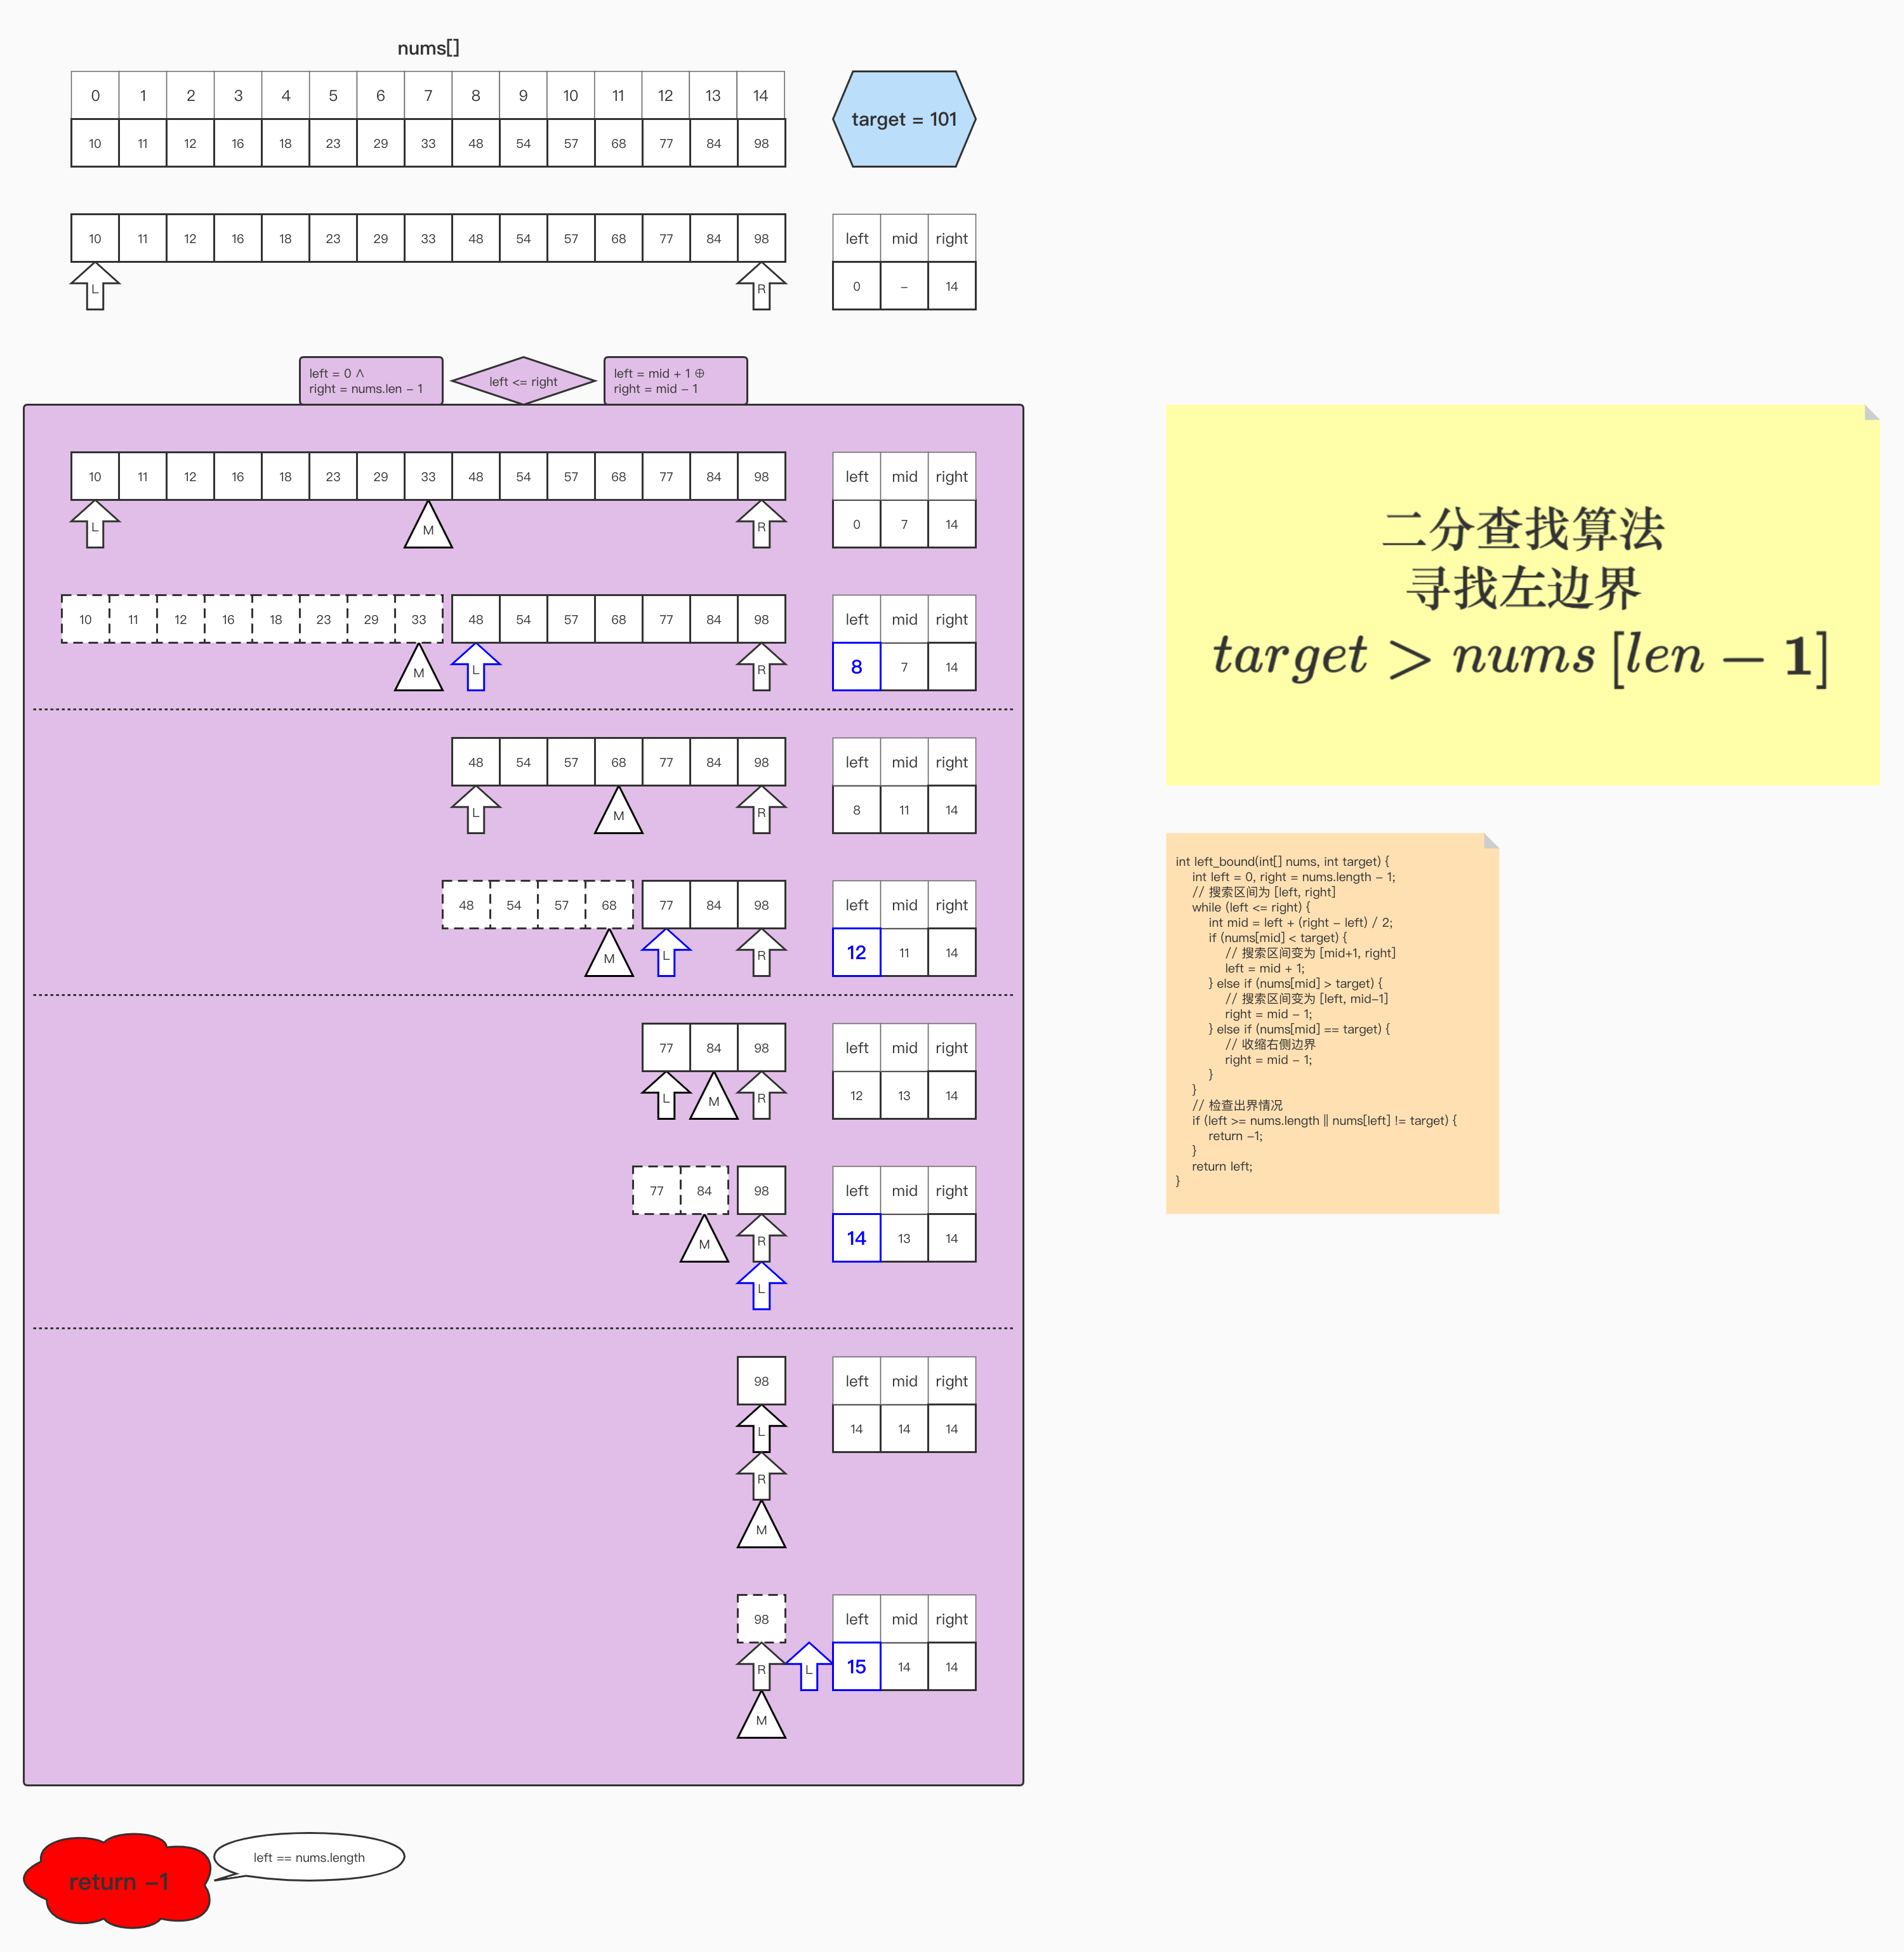 nums[]
0 1 2 3 4 5 6 7 8 9 10 11 12 13 14
10 11 12 16 18 23 29 33 48 54 57 68 77 84 98
target = 101
10 11 12 16 18 23 29 33 48 54 57 68 77 84 98
L R
left mid right
0 – 14
left = 0 ∧
right = nums.len – 1
left <= right
left = mid + 1 ⊕
right = mid – 1
10 11 12 16 18 23 29 33 48 54 57 68 77 84 98
L M R
left mid right
0 7 14
10 11 12 16 18 23 29 33 48 54 57 68 77 84 98
M L R
left mid right
8 7 14
48 54 57 68 77 84 98
L M R
left mid right
8 11 14
48 54 57 68 77 84 98
M L R
left mid right
12 11 14
77 84 98
L M R
left mid right
12 13 14
77 84 98
M R
L
left mid right
14 13 14
98
L
R
M
left mid right
14 14 14
98
R L
M
left mid right
15 14 14
return –1
left == nums.length
二分查找算法
寻找左边界
target > nums [len – 1]
int left_bound(int[] nums, int target) {
int left = 0, right = nums.length – 1;
// 搜索区间为 [left, right]
while (left <= right) {
int mid = left + (right – left) / 2;
if (nums[mid] < target) {
// 搜索区间变为 [mid+1, right]
left = mid + 1;
} else if (nums[mid] > target) {
// 搜索区间变为 [left, mid–1]
right = mid – 1;
} else if (nums[mid] == target) {
// 收缩右侧边界
right = mid – 1;
}
}
// 检查出界情况
if (left >= nums.length || nums[left] != target) {
return –1;
}
return left;
}